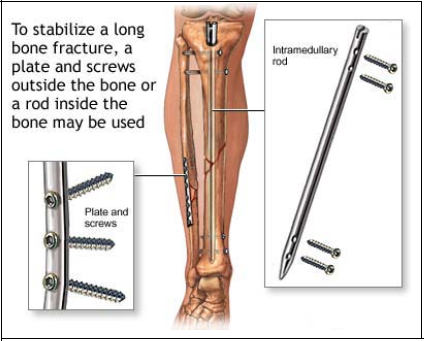 To stabilize a long
bone fracture, a
plate and screws
outside the bone or
a rod inside the
bone may be used
Intramedullary
rod
Plate and
screws